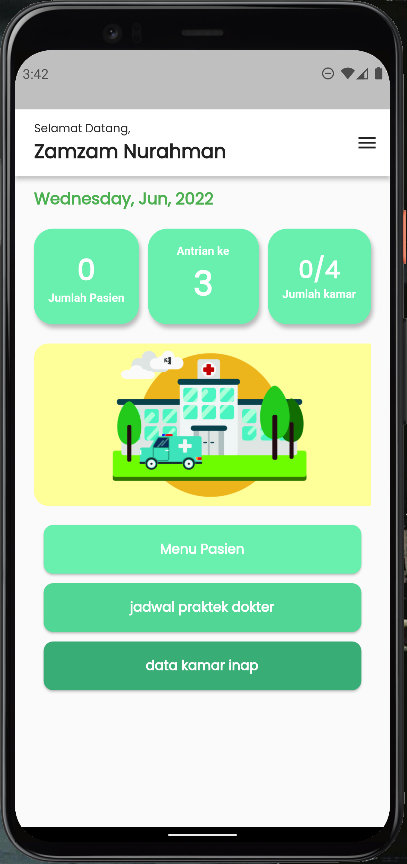 3:42
Selamat Datang,
Zamzam Nurahman
Wednesday, Jun, 2022
0
Jumlah Pasien
Antrian ke
3
0/4
Jumlah kamar
Menu Pasien
jadwal praktek dokter
data kamar inap